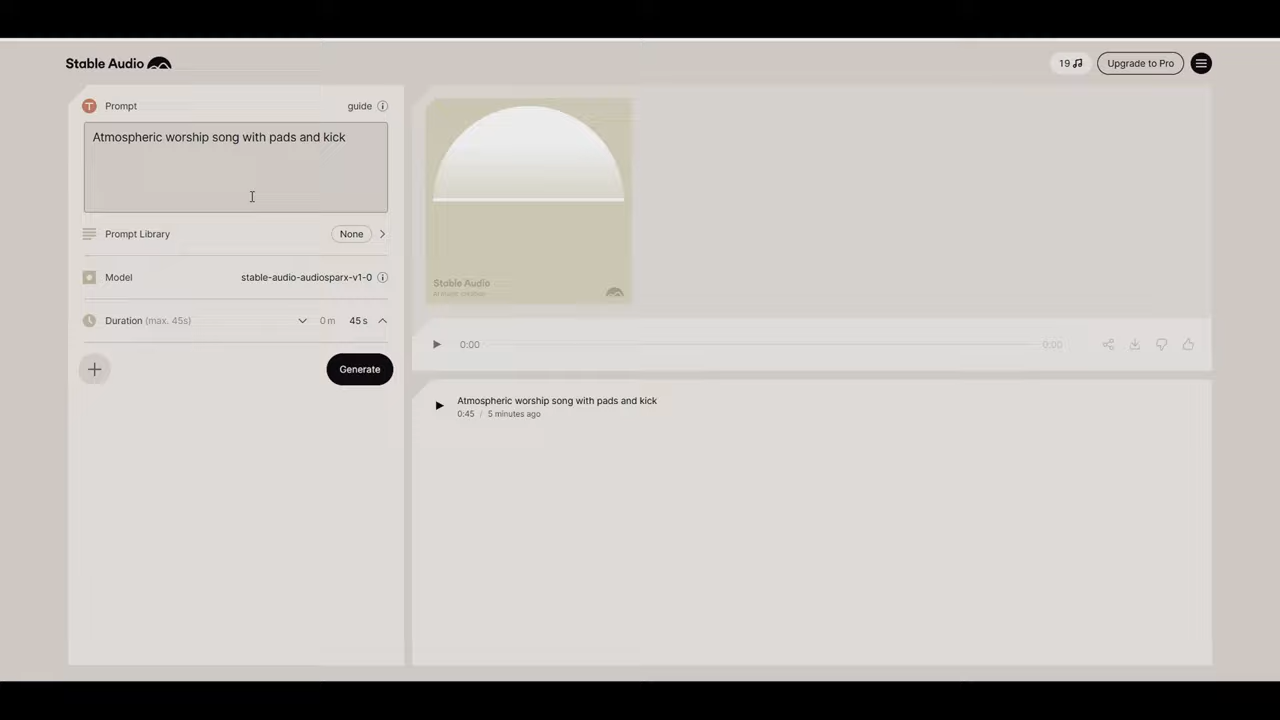 Stable Audio
19
Upgrade to Pro
Prompt
guide
Atmospheric worship song with pads and kick
Prompt Library
None
Model
stable-audio-audiosparx-v1-0
Duration (max. 45s)
0 m
45 s
Generate
Stable Audio
0:00
0:00
Atmospheric worship song with pads and kick
0:45 / 5 minutes ago